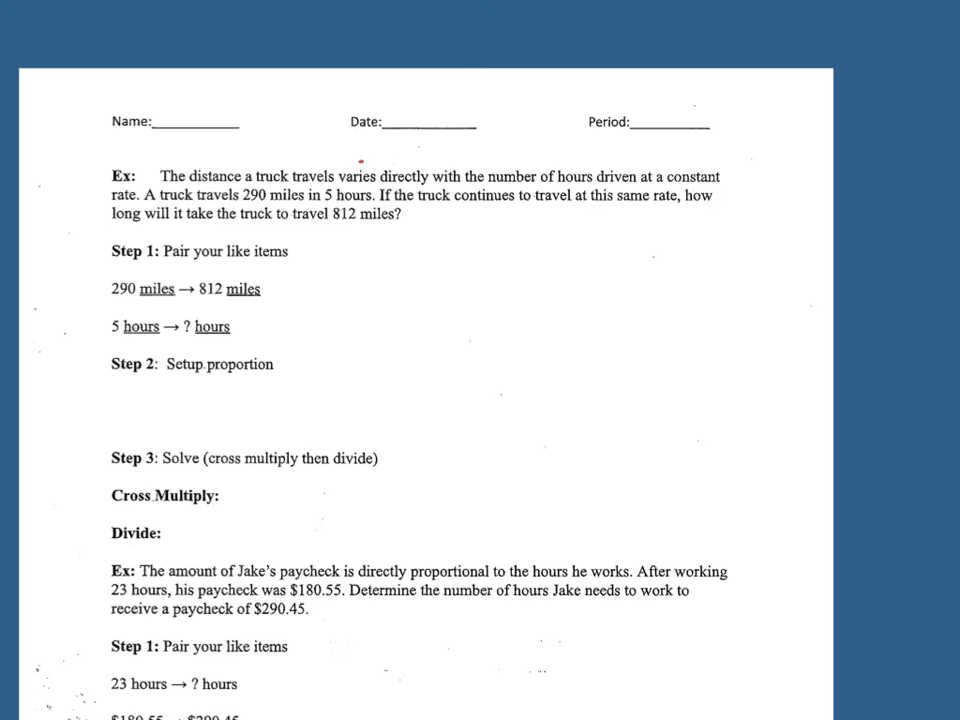 Name:___________ Date:____________ Period:__________
Ex: The distance a truck travels varies directly with the number of hours driven at a constant
rate. A truck travels 290 miles in 5 hours. If the truck continues to travel at this same rate, how
long will it take the truck to travel 812 miles?
Step 1: Pair your like items
290 miles → 812 miles
5 hours → ? hours
Step 2: Setup proportion
Step 3: Solve (cross multiply then divide)
Cross Multiply:
Divide:
Ex: The amount of Jake's paycheck is directly proportional to the hours he works. After working
23 hours, his paycheck was $180.55. Determine the number of hours Jake needs to work to
receive a paycheck of $290.45.
Step 1: Pair your like items
23 hours → ? hours
$180.55 → $290.45